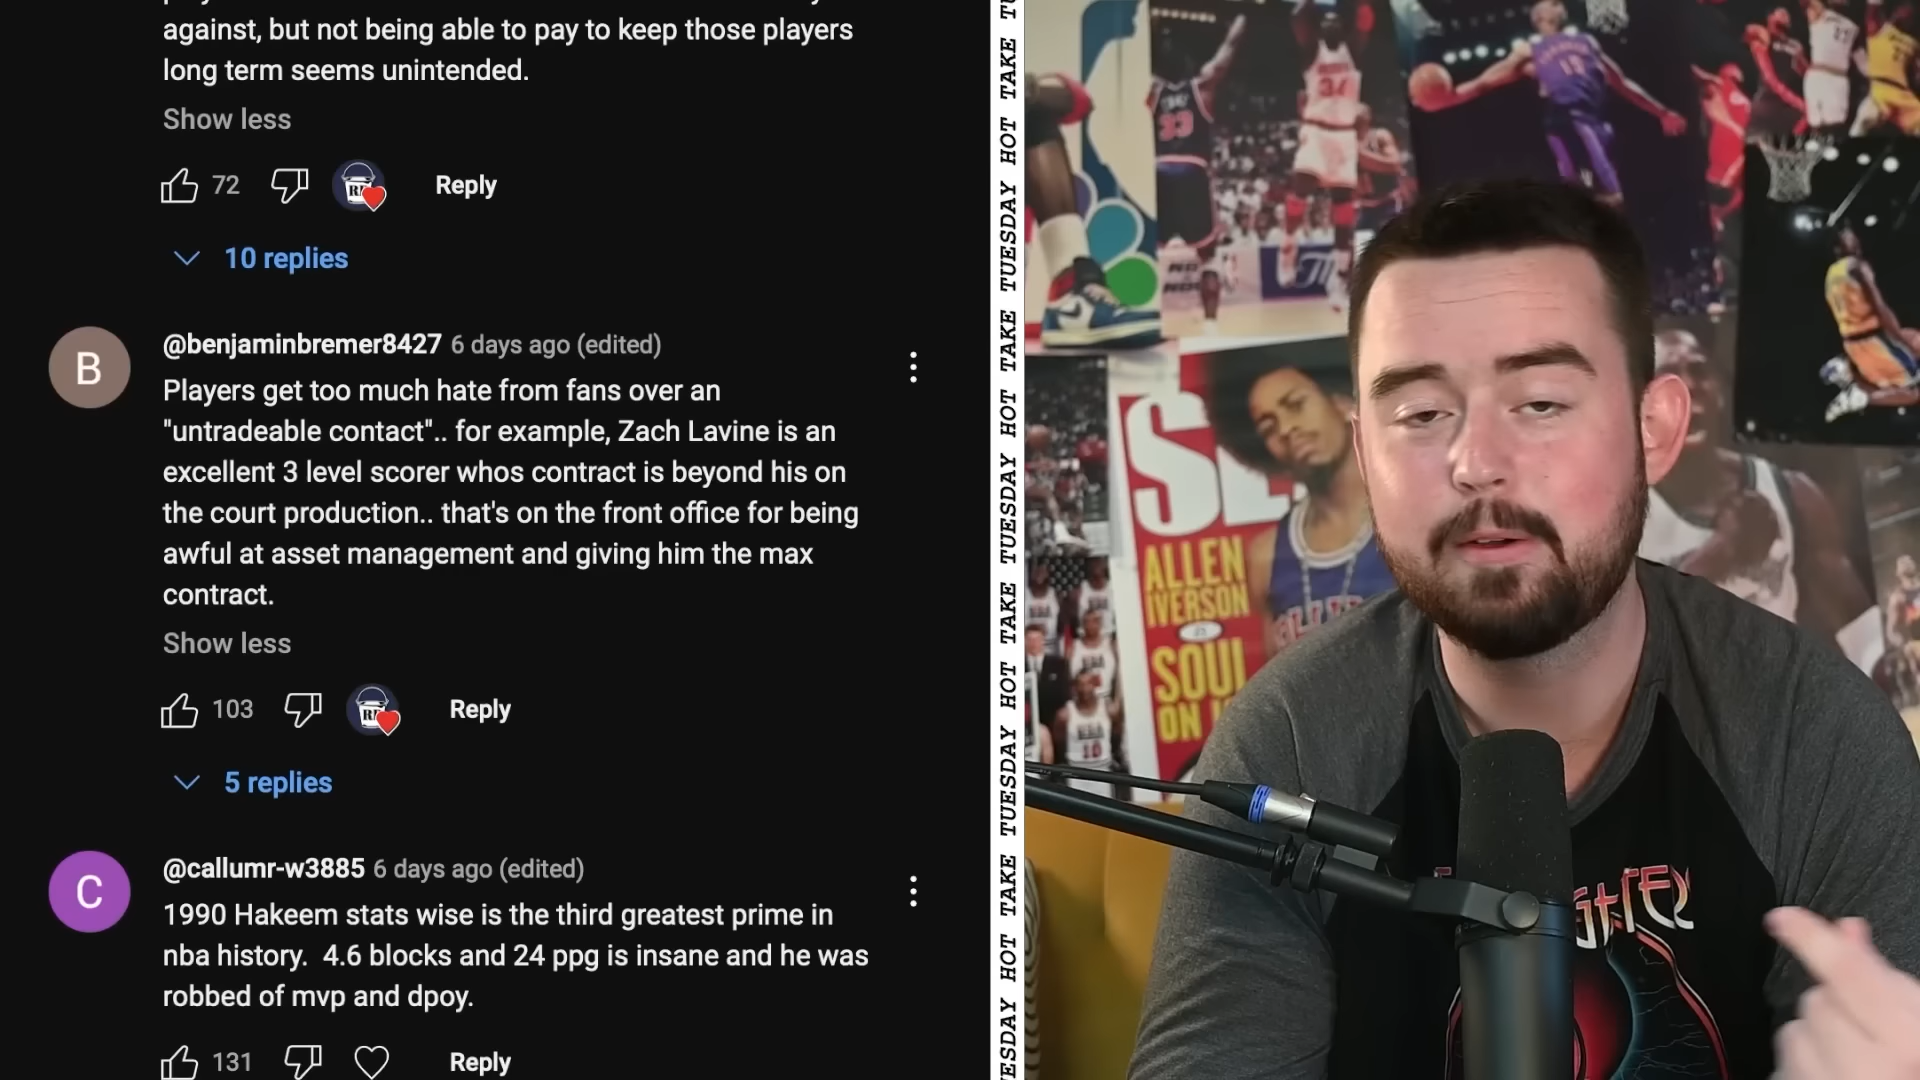 against, but not being able to pay to keep those players
long term seems unintended.
Show less
72
Reply
10 replies
@benjaminbremer8427 6 days ago (edited)
B
Players get too much hate from fans over an
"untradeable contact".. for example, Zach Lavine is an
excellent 3 level scorer whos contract is beyond his on
the court production.. that's on the front office for being
awful at asset management and giving him the max
contract.
Show less
103
Reply
5 replies
@callumr-w3885 6 days ago (edited)
C
1990 Hakeem stats wise is the third greatest prime in
nba history.  4.6 blocks and 24 ppg is insane and he was
robbed of mvp and dpoy.
131
Reply
HOT TAKE TUESDAY HOT TAKE TUESDAY HOT TAKE TUESDAY HOT TAKE
33
34
15
ALLEN
IVERSON
SOUL
ON